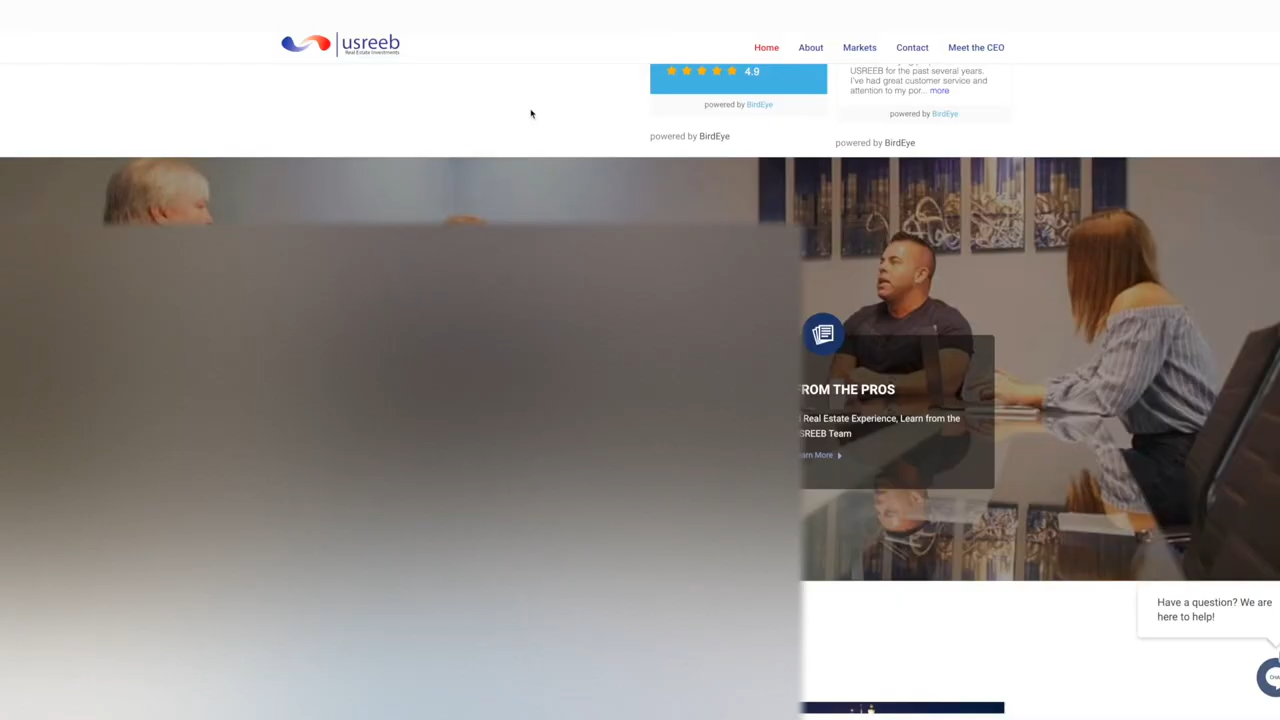 usreeb
Real Estate Investments
Home
About
Markets
Contact
Meet the CEO
4.9
powered by BirdEye
powered by BirdEye
USREEB for the past several years.
I've had great customer service and
attention to my por... more
powered by BirdEye
powered by BirdEye
ROM THE PROS
Real Estate Experience, Learn from the
SREEB Team
arn More
Have a question? We are
here to help!